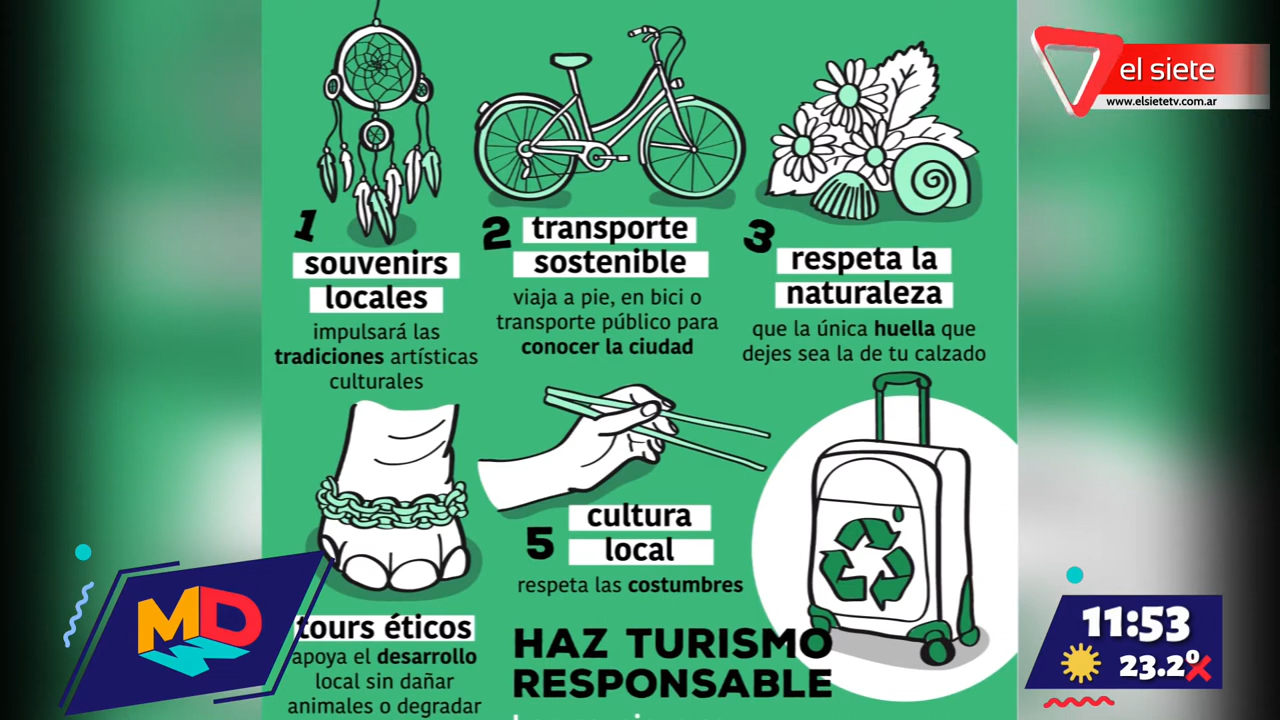 el siete
www.elsietetv.com.ar
1
souvenirs
locales
impulsará las
tradiciones artísticas
culturales
2
transporte
sostenible
viaja a pie, en bici o
transporte público para
conocer la ciudad
3
respeta la
naturaleza
que la única huella que
dejes sea la de tu calzado
tours éticos
apoya el desarrollo
local sin dañar
animales o degradar
5
cultura
local
respeta las costumbres
HAZ TURISMO
RESPONSABLE
MD
11:53
23.2º